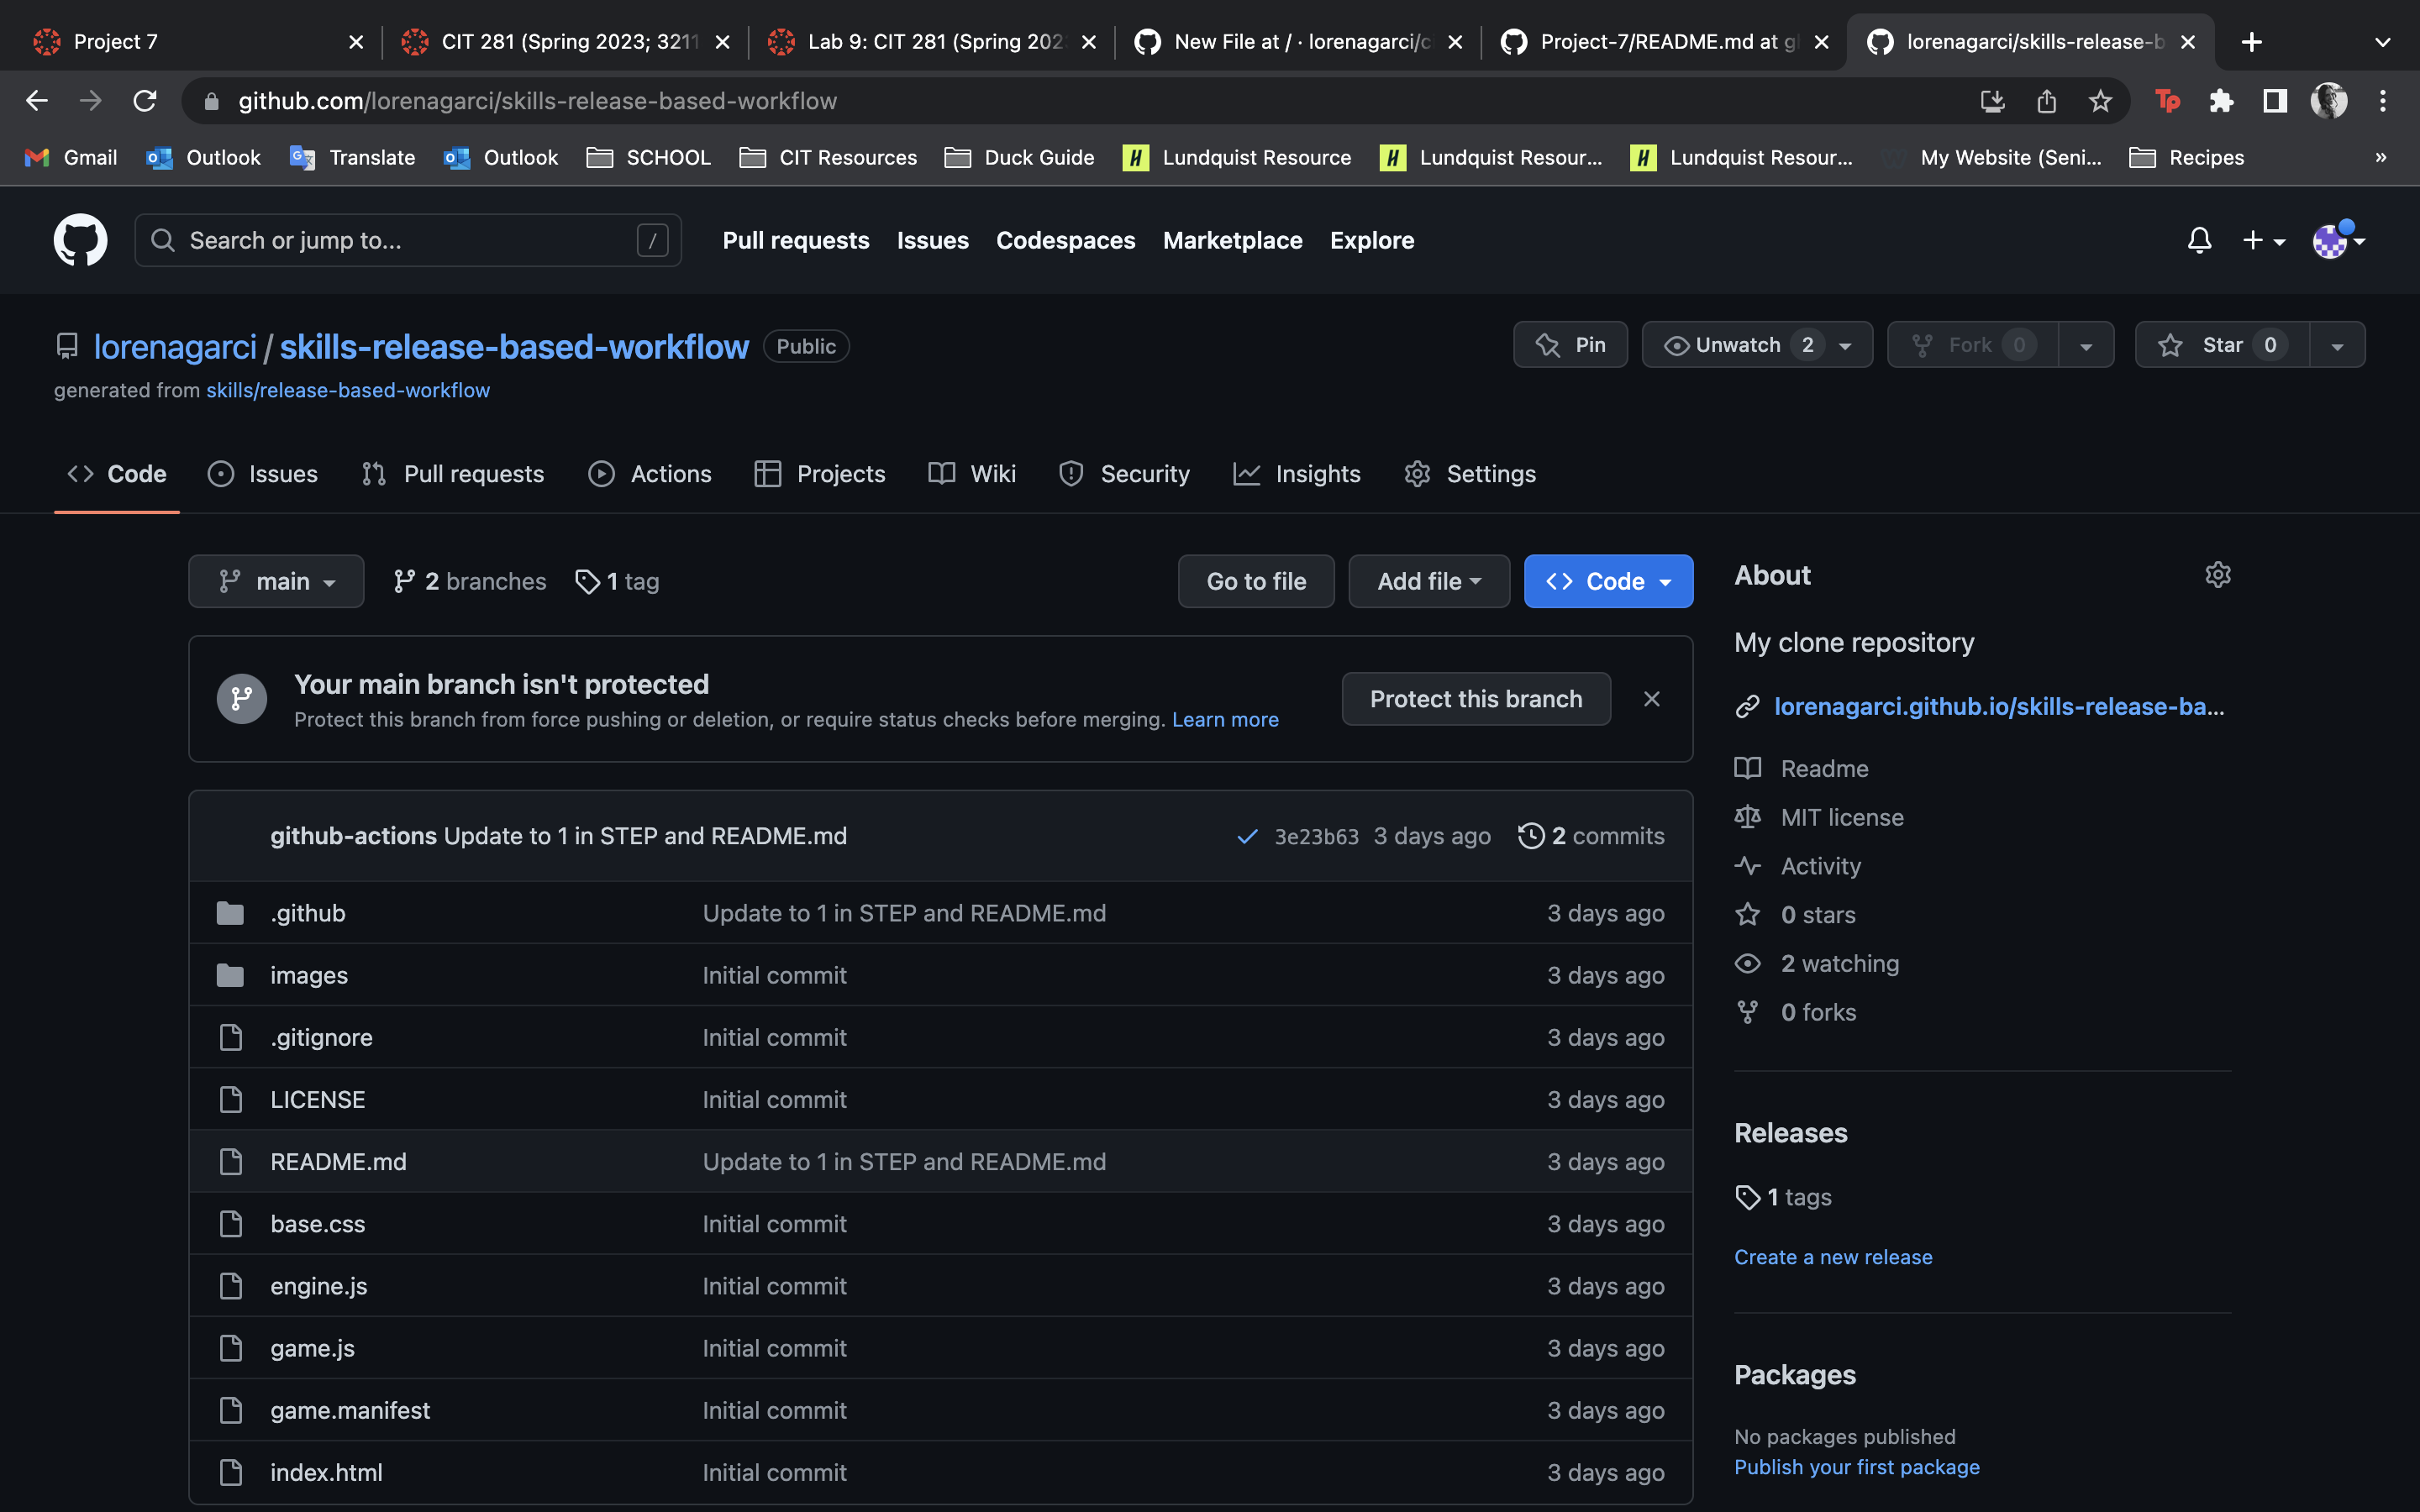 Project 7
CIT 281 (Spring 2023; 3211
Lab 9: CIT 281 (Spring 202
New File at / · lorenagarci/c
Project-7/README.md at g
lorenagarci/skills-release-b
github.com/lorenagarci/skills-release-based-workflow
Tp
Gmail
Outlook
Translate
Outlook
SCHOOL
CIT Resources
Duck Guide
Lundquist Resource
Lundquist Resour...
Lundquist Resour...
My Website (Seni...
Recipes
»
Search or jump to...
/
Pull requests
Issues
Codespaces
Marketplace
Explore
lorenagarci / skills-release-based-workflow
Public
Pin
Unwatch 2
Fork 0
Star 0
generated from skills/release-based-workflow
Code
Issues
Pull requests
Actions
Projects
Wiki
Security
Insights
Settings
main
2 branches
1 tag
Go to file
Add file
Code
Your main branch isn't protected
Protect this branch from force pushing or deletion, or require status checks before merging. Learn more
Protect this branch
github-actions Update to 1 in STEP and README.md
3e23b63 3 days ago
2 commits
.github Update to 1 in STEP and README.md 3 days ago
images Initial commit 3 days ago
.gitignore Initial commit 3 days ago
LICENSE Initial commit 3 days ago
README.md Update to 1 in STEP and README.md 3 days ago
base.css Initial commit 3 days ago
engine.js Initial commit 3 days ago
game.js Initial commit 3 days ago
game.manifest Initial commit 3 days ago
index.html Initial commit 3 days ago
About
My clone repository
lorenagarci.github.io/skills-release-ba...
Readme
MIT license
Activity
0 stars
2 watching
0 forks
Releases
1 tags
Create a new release
Packages
No packages published
Publish your first package